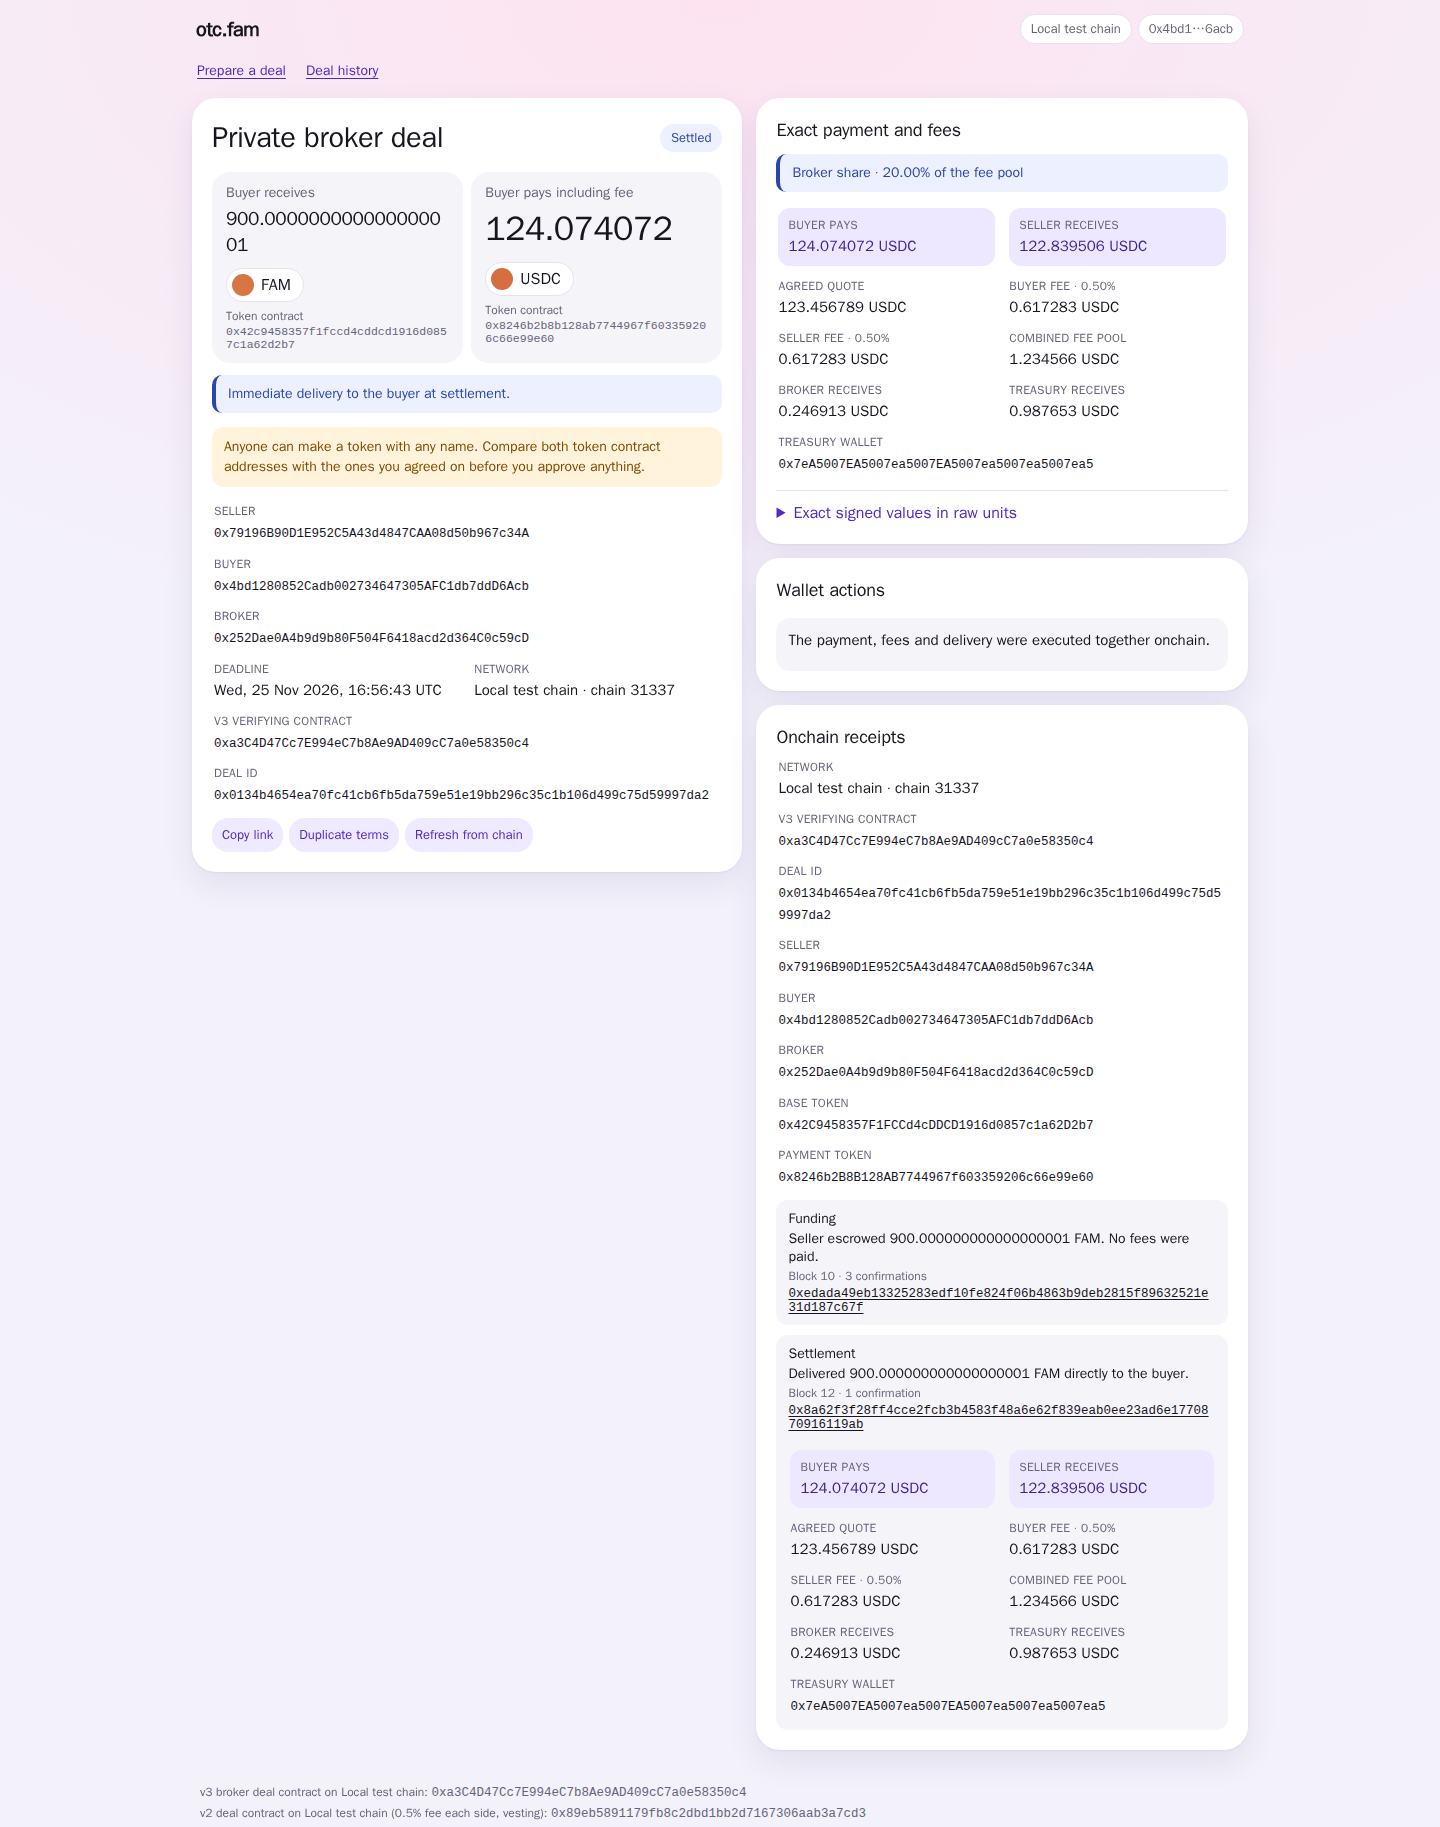 otc.fam
Local test chain
0x4bd1···6acb
Prepare a deal
Deal history
Private broker deal
Settled
Buyer receives
900.0000000000000000
01
FAM
Token contract
0x42c9458357f1fccd4cddcd1916d085
7c1a62d2b7
Buyer pays including fee
124.074072
USDC
Token contract
0x8246b2b8b128ab7744967f60335920
6c66e99e60
Immediate delivery to the buyer at settlement.
Anyone can make a token with any name. Compare both token contract
addresses with the ones you agreed on before you approve anything.
SELLER
0x79196B90D1E952C5A43d4847CAA08d50b967c34A
BUYER
0x4bd1280852Cadb002734647305AFC1db7ddD6Acb
BROKER
0x252Dae0A4b9d9b80F504F6418acd2d364C0c59cD
DEADLINE
Wed, 25 Nov 2026, 16:56:43 UTC
NETWORK
Local test chain · chain 31337
V3 VERIFYING CONTRACT
0xa3C4D47Cc7E994eC7b8Ae9AD409cC7a0e58350c4
DEAL ID
0x0134b4654ea70fc41cb6fb5da759e51e19bb296c35c1b106d499c75d59997da2
Copy link
Duplicate terms
Refresh from chain
Exact payment and fees
Broker share · 20.00% of the fee pool
BUYER PAYS
124.074072 USDC
SELLER RECEIVES
122.839506 USDC
AGREED QUOTE
123.456789 USDC
BUYER FEE · 0.50%
0.617283 USDC
SELLER FEE · 0.50%
0.617283 USDC
COMBINED FEE POOL
1.234566 USDC
BROKER RECEIVES
0.246913 USDC
TREASURY RECEIVES
0.987653 USDC
TREASURY WALLET
0x7eA5007EA5007ea5007EA5007ea5007ea5007ea5
▶ Exact signed values in raw units
Wallet actions
The payment, fees and delivery were executed together onchain.
Onchain receipts
NETWORK
Local test chain · chain 31337
V3 VERIFYING CONTRACT
0xa3C4D47Cc7E994eC7b8Ae9AD409cC7a0e58350c4
DEAL ID
0x0134b4654ea70fc41cb6fb5da759e51e19bb296c35c1b106d499c75d5
9997da2
SELLER
0x79196B90D1E952C5A43d4847CAA08d50b967c34A
BUYER
0x4bd1280852Cadb002734647305AFC1db7ddD6Acb
BROKER
0x252Dae0A4b9d9b80F504F6418acd2d364C0c59cD
BASE TOKEN
0x42C9458357F1FCCd4cDDCD1916d0857c1a62D2b7
PAYMENT TOKEN
0x8246b2B8B128AB7744967f603359206c66e99e60
Funding
Seller escrowed 900.000000000000000001 FAM. No fees were
paid.
Block 10 · 3 confirmations
0xedada49eb13325283edf10fe824f06b4863b9deb2815f89632521e
31d187c67f
Settlement
Delivered 900.000000000000000001 FAM directly to the buyer.
Block 12 · 1 confirmation
0x8a62f3f28ff4cce2fcb3b4583f48a6e62f839eab0ee23ad6e17708
70916119ab
BUYER PAYS
124.074072 USDC
SELLER RECEIVES
122.839506 USDC
AGREED QUOTE
123.456789 USDC
BUYER FEE · 0.50%
0.617283 USDC
SELLER FEE · 0.50%
0.617283 USDC
COMBINED FEE POOL
1.234566 USDC
BROKER RECEIVES
0.246913 USDC
TREASURY RECEIVES
0.987653 USDC
TREASURY WALLET
0x7eA5007EA5007ea5007EA5007ea5007ea5007ea5
v3 broker deal contract on Local test chain: 0xa3C4D47Cc7E994eC7b8Ae9AD409cC7a0e58350c4
v2 deal contract on Local test chain (0.5% fee each side, vesting): 0x89eb5891179fb8c2dbd1bb2d7167306aab3a7cd3